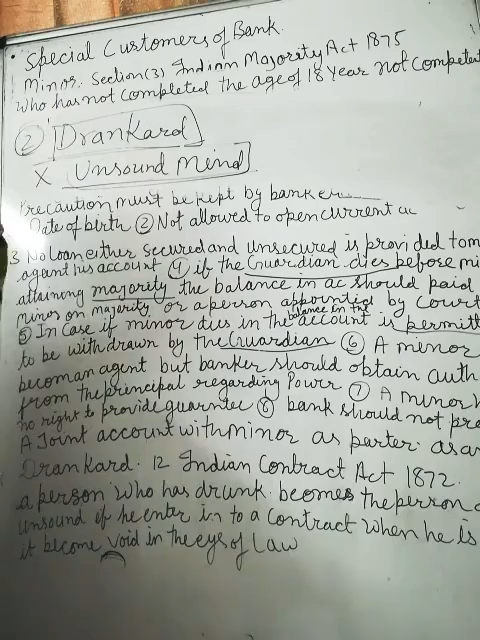 • Special Customers of Bank.
Minor. Section(3) Indian Majority Act 1875
Who has not completed the age of 18 Year not Competent
② Drankard
X Unsound Mind
Precaution must be kept by banker
Date of birth ② Not allowed to open current ac
3 No loan either secured and unsecured is provided to m
against his account ④ if the Guardian dies before mi
attaining majority the balance in ac should paid
minor on majority or a person appointed by Court
balance in the
⑤ In Case if minor dies in the account is permitt
to be withdrawn by the Guardian ⑥ A minor
becoman agent but banker should obtain auth
from the principal regarding Power ⑦ A minor h
no right to provide guarntee ⑧ bank should not pre
A Joint account with minor as parter. as a
Drankard. 12 Indian Contract Act 1872.
a person who has drunk. becomes the person
unsound if he enter in to a Contract when he is
it become void in the eyes of law